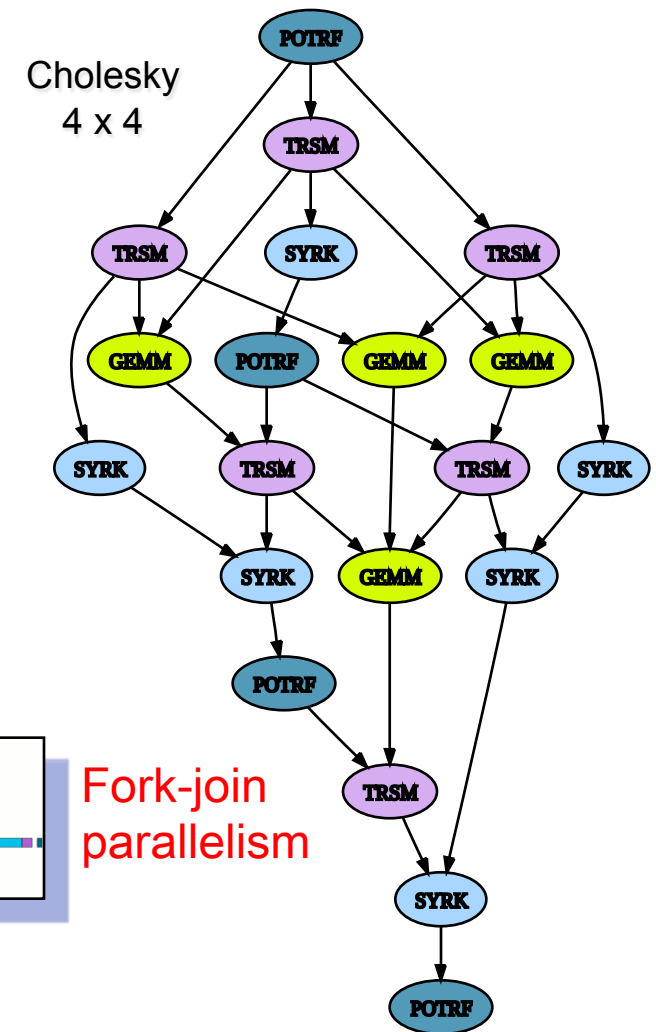 POTRF
Cholesky
4 x 4
TRSM
TRSM
SYRK
TRSM
GEMM
POTRF
GEMM
GEMM
SYRK
TRSM
TRSM
SYRK
SYRK
GEMM
SYRK
POTRF
Fork-join
parallelism
TRSM
SYRK
POTRF